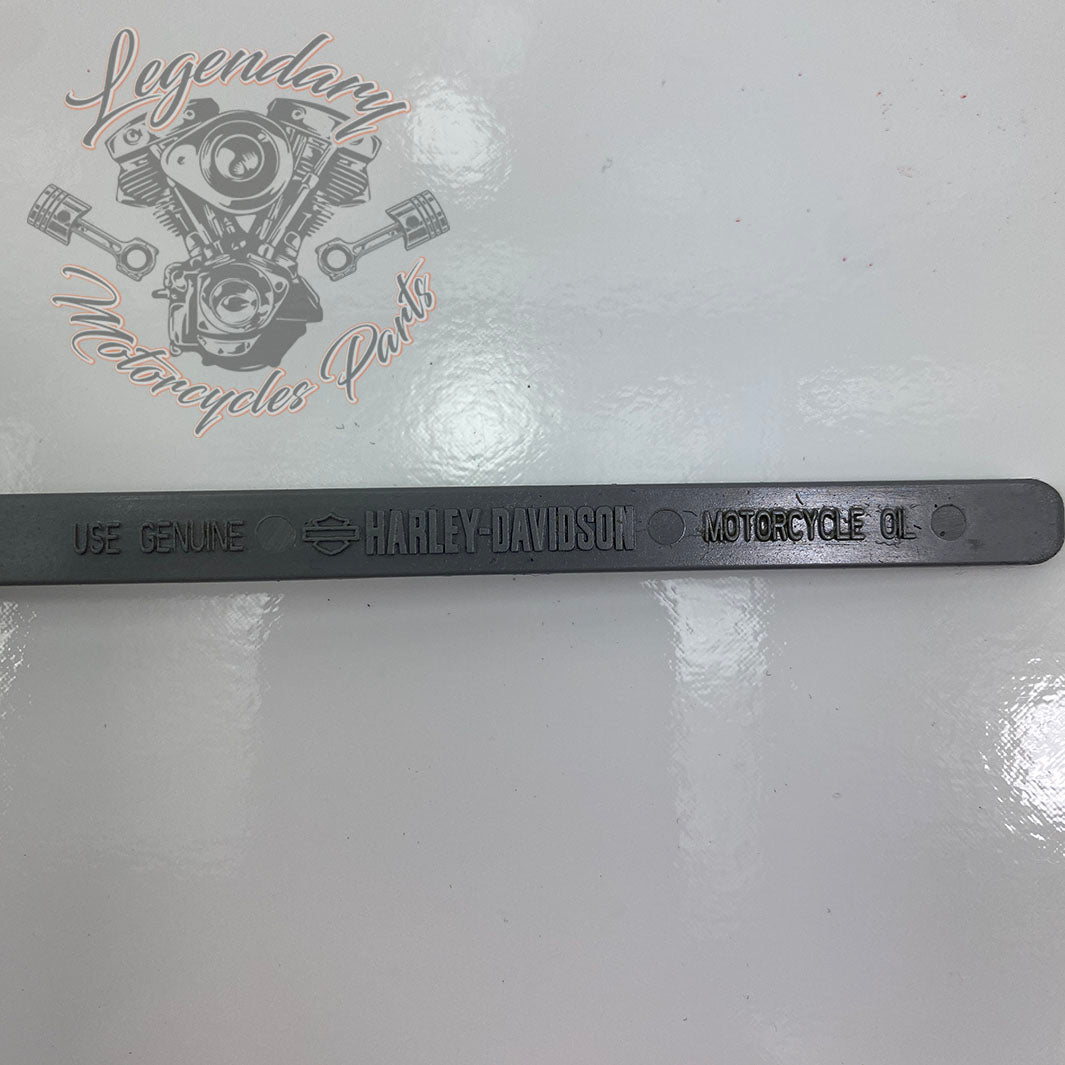 Legendary
Motorcycles Parts
USE GENUINE HARLEY-DAVIDSON MOTORCYCLE OIL